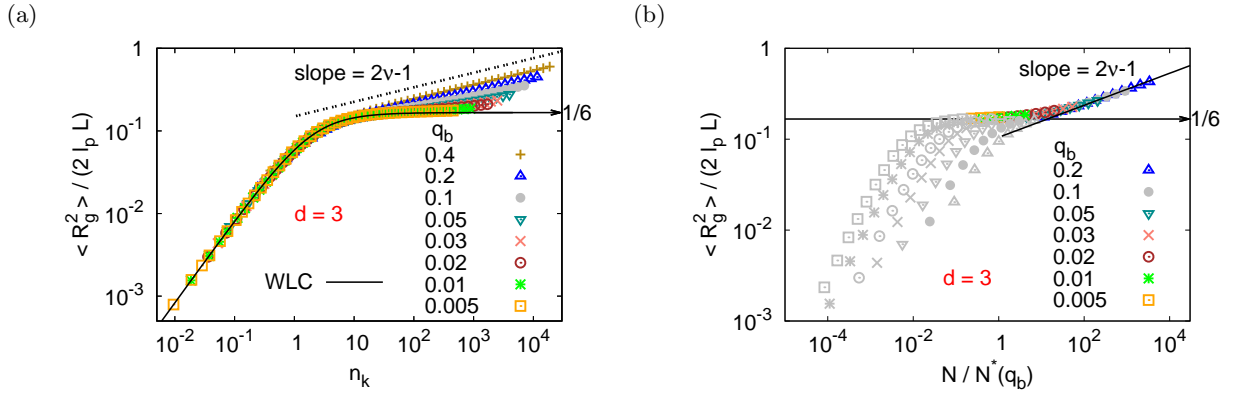 (a)
< R_g^2 > / (2 l_p L)
1
10^-1
10^-2
10^-3
slope = 2ν-1
1/6
q_b
0.4
0.2
0.1
0.05
0.03
0.02
0.01
0.005
d = 3
WLC
10^-2 10^-1 1 10^1 10^2 10^3 10^4
n_k
(b)
< R_g^2 > / (2 l_p L)
1
10^-1
10^-2
10^-3
slope = 2ν-1
1/6
q_b
0.2
0.1
0.05
0.03
0.02
0.01
0.005
d = 3
10^-4 10^-2 1 10^2 10^4
N / N^*(q_b)